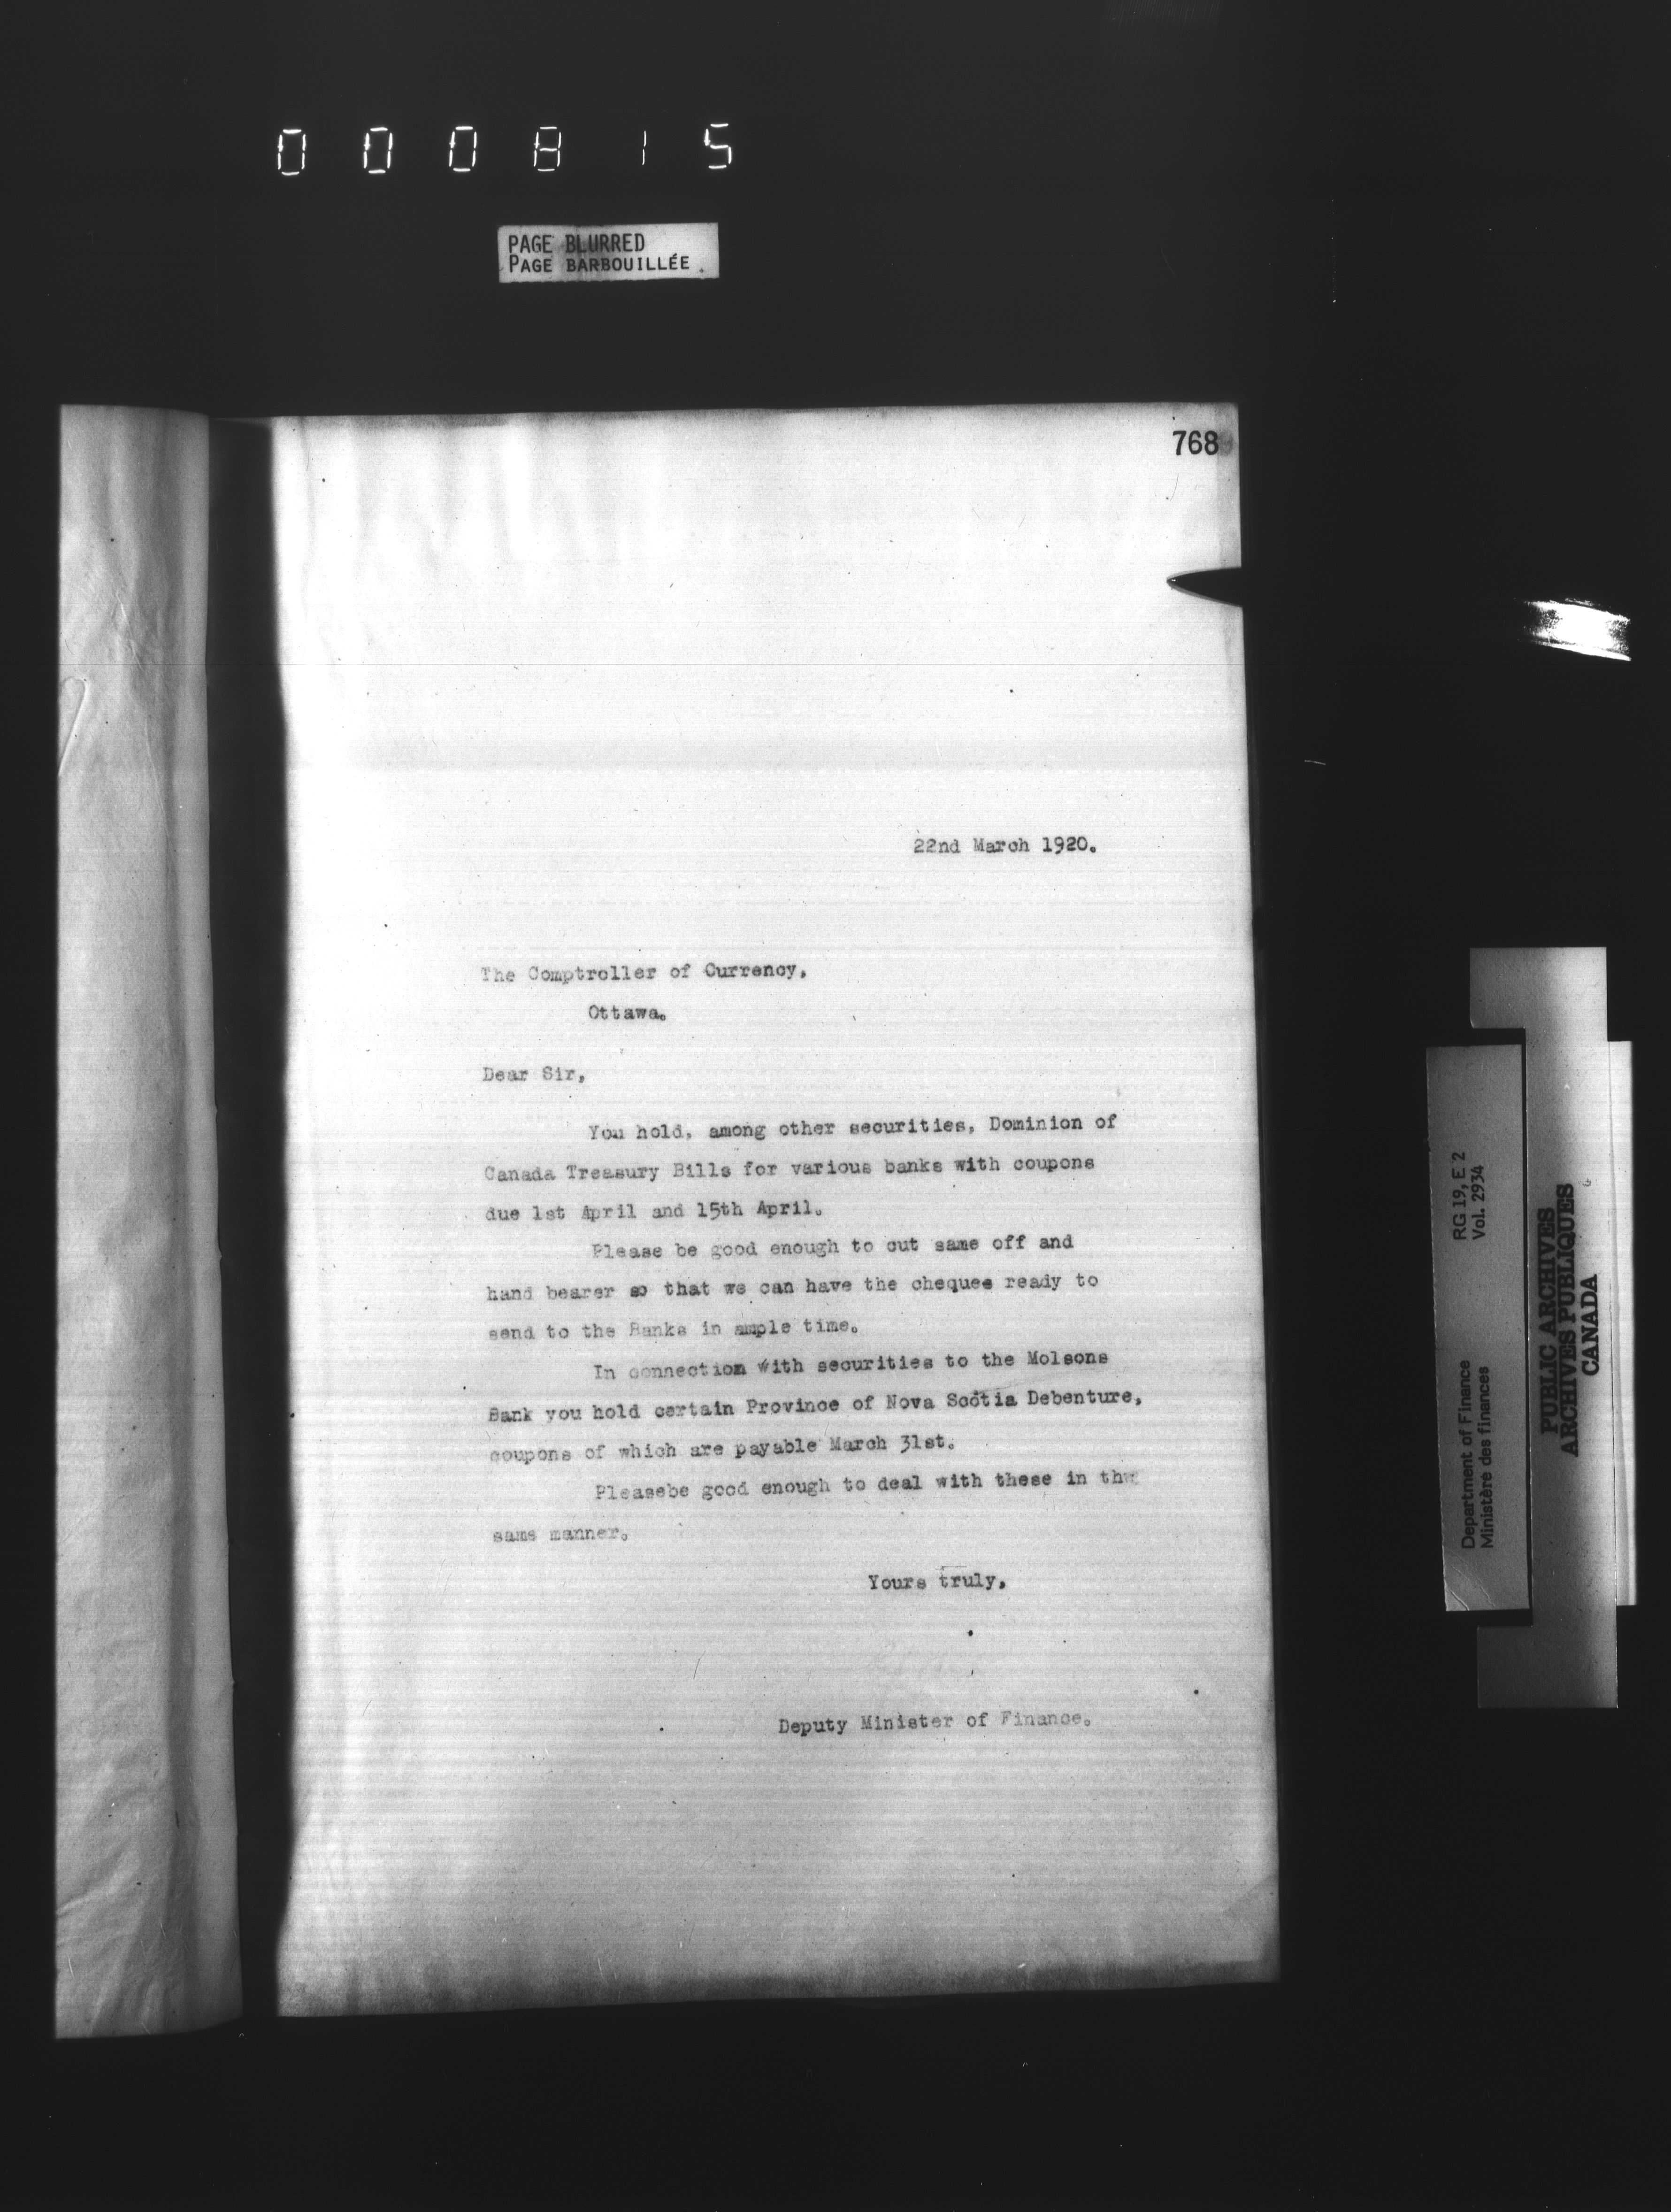 000815
PAGE BLURRED
PAGE BARBOUILLÉE
768
22nd March 1920.
The Comptroller of Currency,
Ottawa.
Dear Sir,
You hold, among other securities, Dominion of
Canada Treasury Bills for various banks with coupons
due 1st April and 15th April.
Please be good enough to cut same off and
hand bearer so that we can have the cheques ready to
send to the Banks in ample time.
In connection with securities to the Molsons
Bank you hold certain Province of Nova Scotia Debenture,
coupons of which are payable March 31st.
Pleasebe good enough to deal with these in the
same manner.
Yours truly,
Deputy Minister of Finance.
Department of Finance RG 19, E 2
Ministère des finances Vol. 2934
PUBLIC ARCHIVES
ARCHIVES PUBLIQUES
CANADA